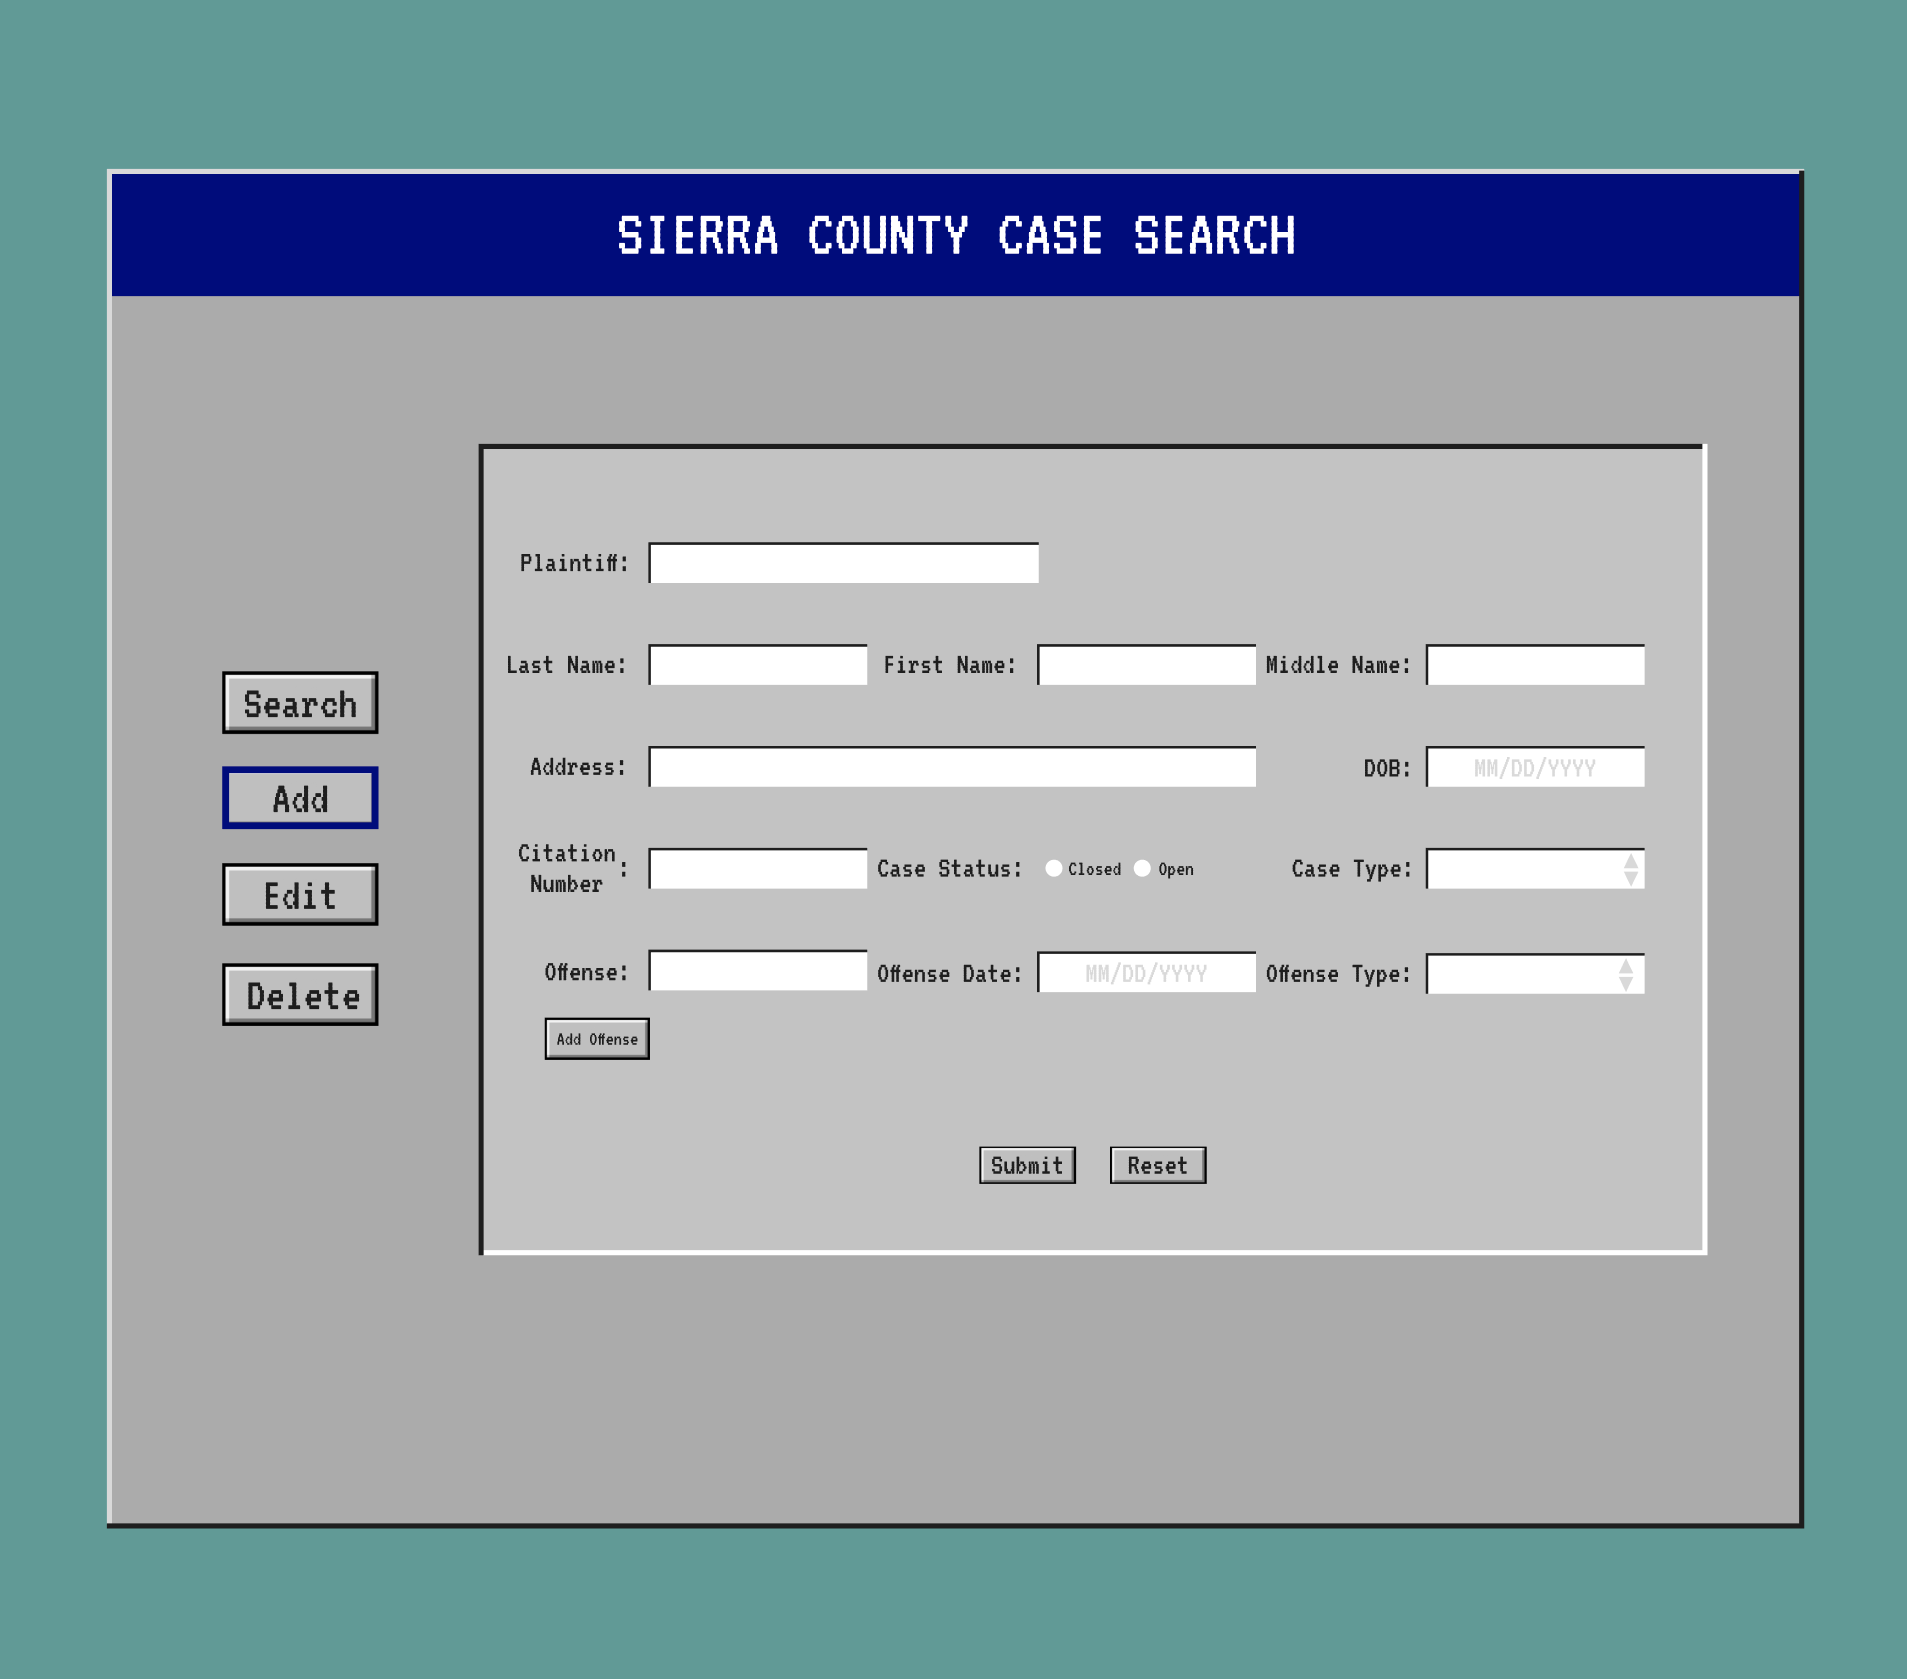 SIERRA COUNTY CASE SEARCH
Search
Add
Edit
Delete
Plaintiff:
Last Name: First Name: Middle Name:
Address: DOB: MM/DD/YYYY
Citation
Number : Case Status: Closed Open Case Type:
Offense: Offense Date: MM/DD/YYYY Offense Type:
Add Offense
Submit Reset